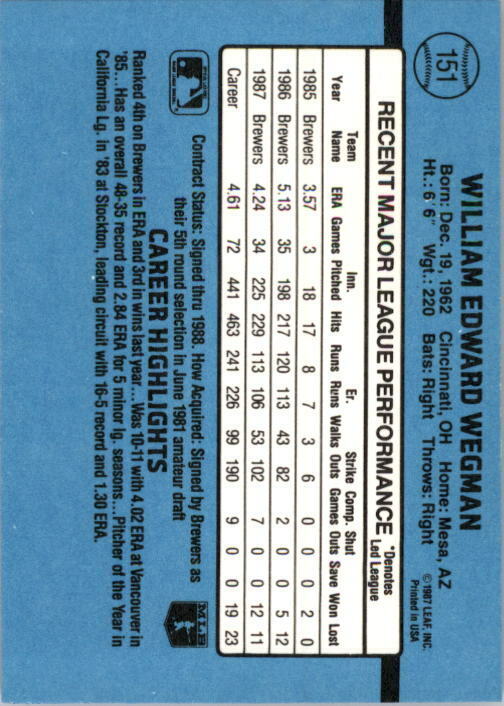 151
WILLIAM EDWARD WEGMAN
Born: Dec. 19, 1962 Cincinnati, OH Home: Mesa, AZ
Ht.: 6' 6" Wgt.: 220 Bats: Right Throws: Right
© 1987 LEAF, INC.
Printed in USA
RECENT MAJOR LEAGUE PERFORMANCE *Denotes Led League
Year Team Name ERA Games Inn. Pitched Hits Runs Er. Runs Walks Strike Outs Comp. Games Shut Outs Save Won Lost
1985 Brewers 3.57 3 18 17 8 7 3 6 0 0 0 2 0
1986 Brewers 5.13 35 198 217 120 113 43 82 2 0 0 5 12
1987 Brewers 4.24 34 225 229 113 106 53 102 7 0 0 12 11
Career 4.61 72 441 463 241 226 99 190 9 0 0 19 23
Contract Status: Signed thru 1988. How Acquired: Signed by Brewers as
their 5th round selection in June 1981 amateur draft
MLB
CAREER HIGHLIGHTS
Ranked 4th on Brewers in ERA and 3rd in wins last year...Was 10-11 with 4.02 ERA at Vancouver in
'85...Has an overall 48-35 record and 2.84 ERA for 5 minor lg. seasons...Pitcher of the Year in
California Lg. in '83 at Stockton, leading circuit with 16-5 record and 1.30 ERA.